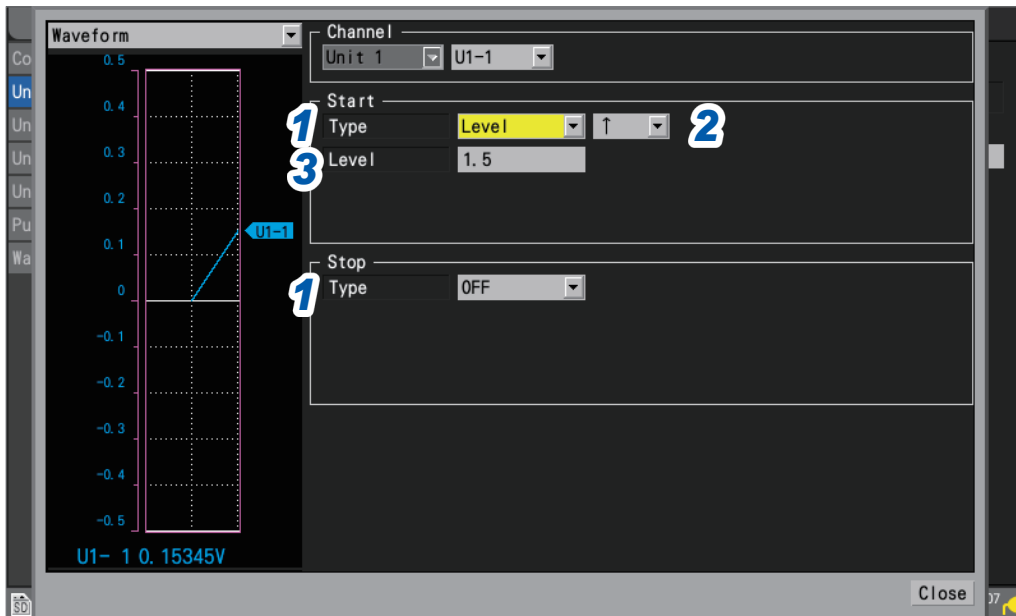 Waveform
Channel
Unit 1 U1-1
Co
0.5
Un
0.4
Start
1 Type Level ↑ 2
Un
0.3
3 Level 1.5
Un
0.2
Un
Pu
U1-1
0.1
Wa
Stop
0
1 Type OFF
-0.1
-0.2
-0.3
-0.4
-0.5
U1- 1 0.15345V
Close
SD
07